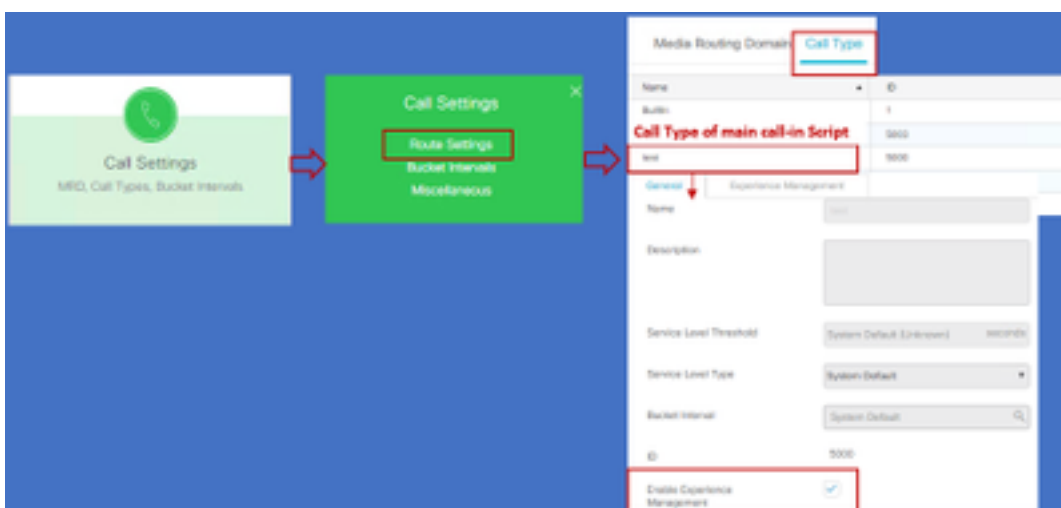 Call Settings
MRD, Call Types, Bucket Intervals
Call Settings
Route Settings
Bucket Intervals
Miscellaneous
Media Routing Domain
Call Type
Name
ID
BuiltIn
1
Call Type of main call-in Script
5003
test
5000
General
Experience Management
Name
test
Description
Service Level Threshold
System Default (Unknown)
seconds
Service Level Type
System Default
Bucket Interval
System Default
ID
5000
Enable Experience
Management